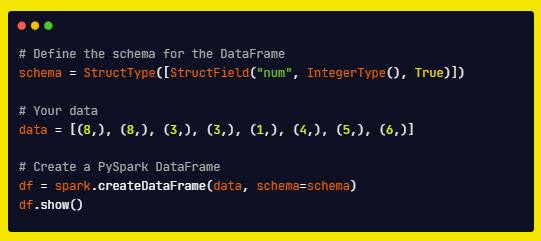 # Define the schema for the DataFrame
schema = StructType([StructField("num", IntegerType(), True)])
# Your data
data = [(8,), (8,), (3,), (3,), (1,), (4,), (5,), (6,)]
# Create a PySpark DataFrame
df = spark.createDataFrame(data, schema=schema)
df.show()